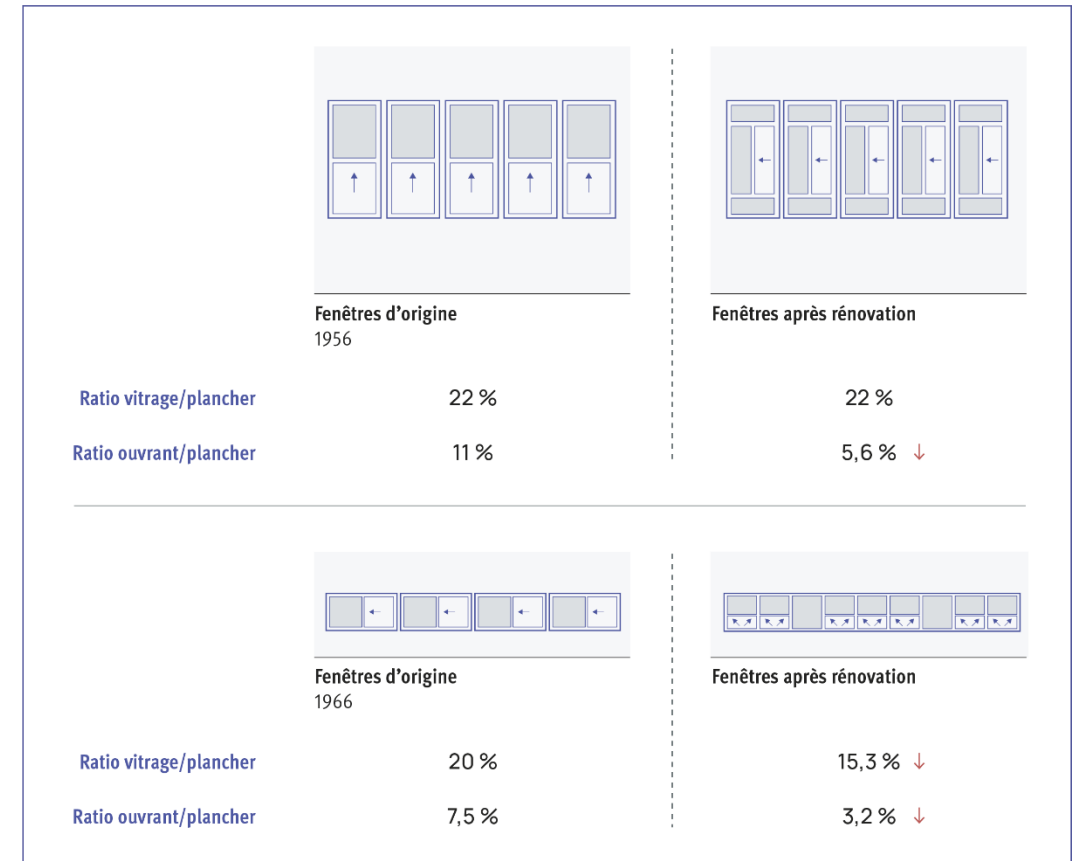 Fenêtres d'origine
1956
Fenêtres après rénovation
Ratio vitrage/plancher 22 % 22 %
Ratio ouvrant/plancher 11 % 5,6 % ↓
Fenêtres d'origine
1966
Fenêtres après rénovation
Ratio vitrage/plancher 20 % 15,3 % ↓
Ratio ouvrant/plancher 7,5 % 3,2 % ↓